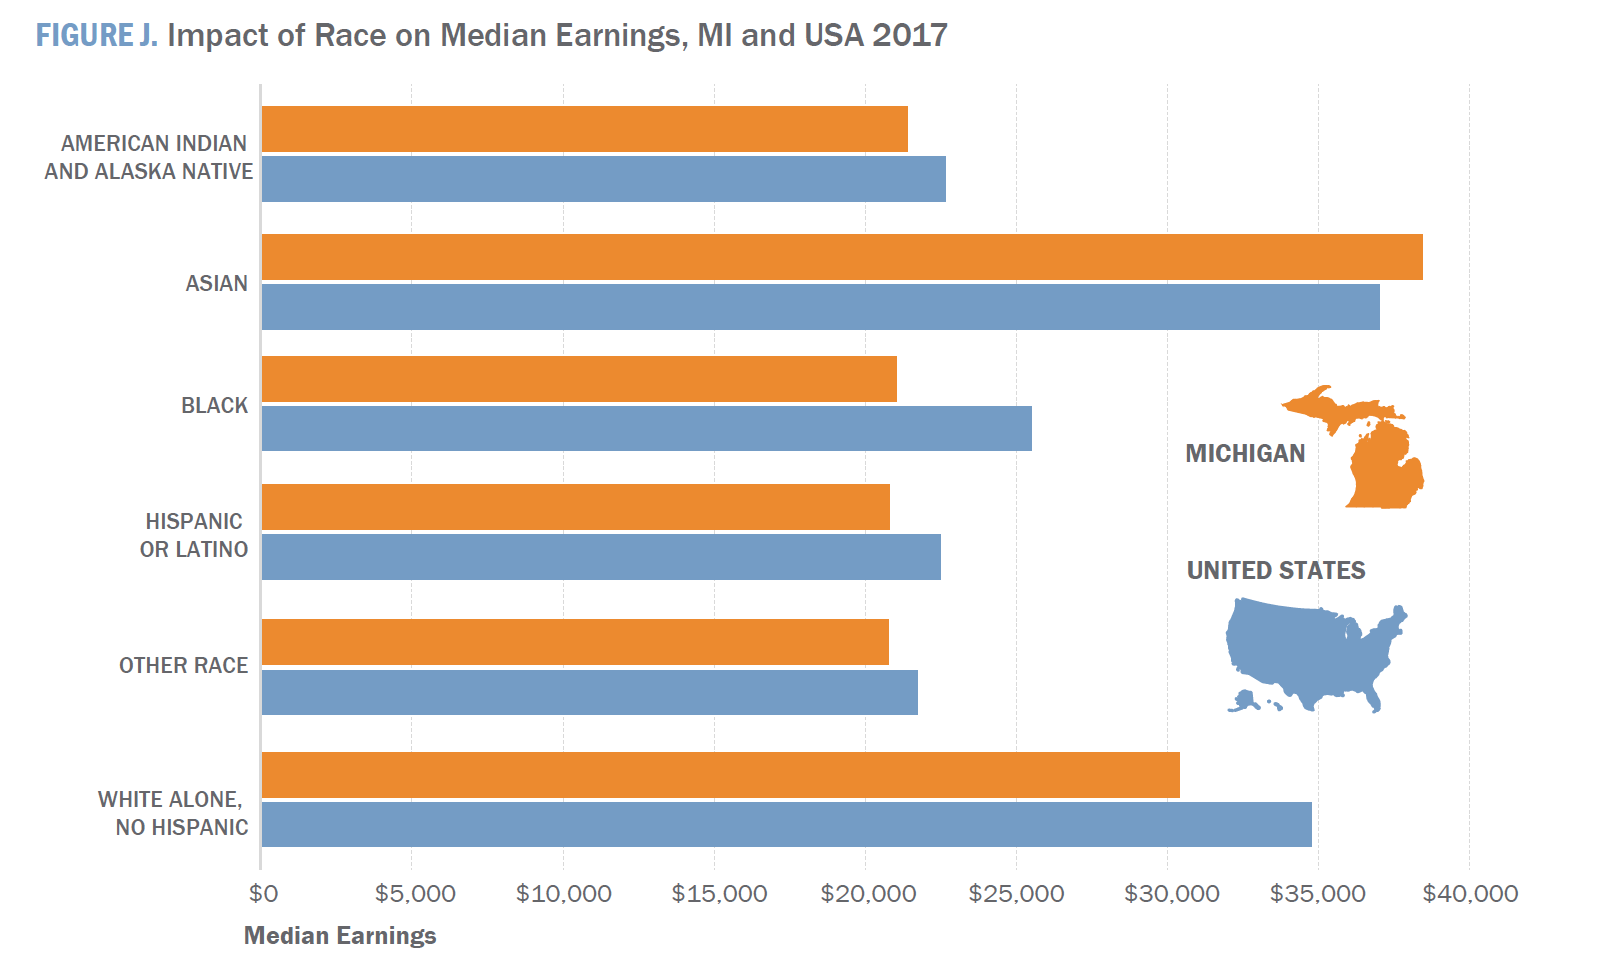 FIGURE J. Impact of Race on Median Earnings, MI and USA 2017
AMERICAN INDIAN
AND ALASKA NATIVE
ASIAN
BLACK
HISPANIC
OR LATINO
OTHER RACE
WHITE ALONE,
NO HISPANIC
MICHIGAN
UNITED STATES
$0 $5,000 $10,000 $15,000 $20,000 $25,000 $30,000 $35,000 $40,000
Median Earnings